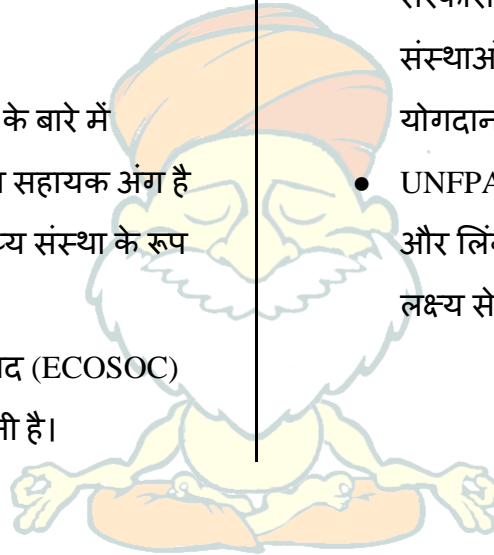 के बारे में
सहायक अंग है
संस्था के रूप
(ECOSOC)
है।
संस्थाओं
योगदान
● UNFPA
और
लक्ष्य से